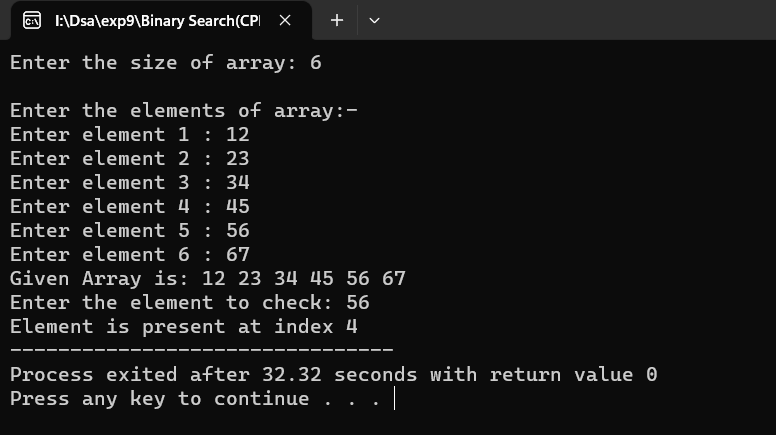 I:\Dsa\exp9\Binary Search(CPI
Enter the size of array: 6
Enter the elements of array:-
Enter element 1 : 12
Enter element 2 : 23
Enter element 3 : 34
Enter element 4 : 45
Enter element 5 : 56
Enter element 6 : 67
Given Array is: 12 23 34 45 56 67
Enter the element to check: 56
Element is present at index 4
--------------------------------
Process exited after 32.32 seconds with return value 0
Press any key to continue . . .